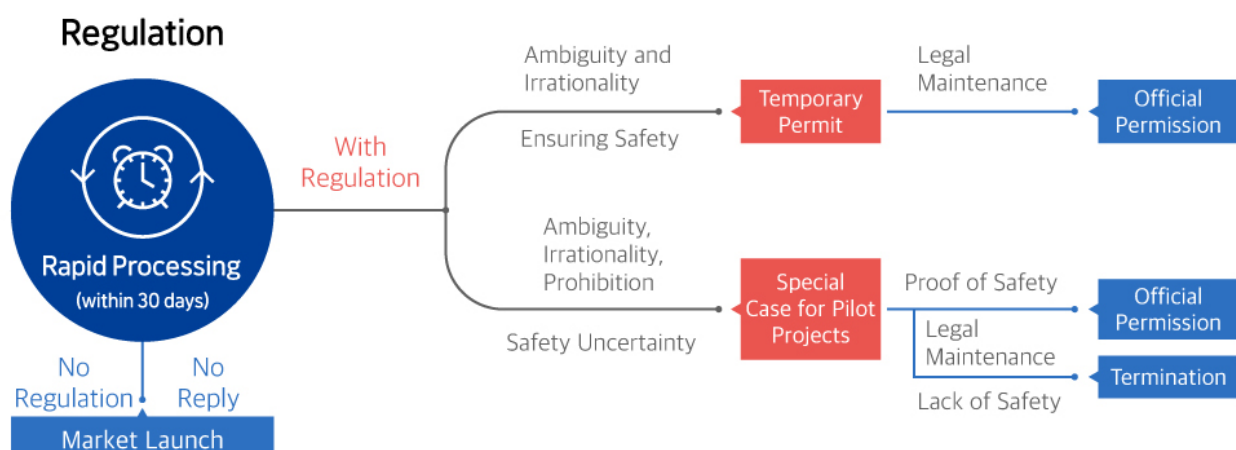 Regulation
Rapid Processing
(within 30 days)
No
Regulation
No
Reply
Market Launch
With
Regulation
Ambiguity and
Irrationality
Ensuring Safety
Temporary
Permit
Legal
Maintenance
Official
Permission
Ambiguity,
Irrationality,
Prohibition
Safety Uncertainty
Special
Case for Pilot
Projects
Proof of Safety
Official
Permission
Legal
Maintenance
Termination
Lack of Safety